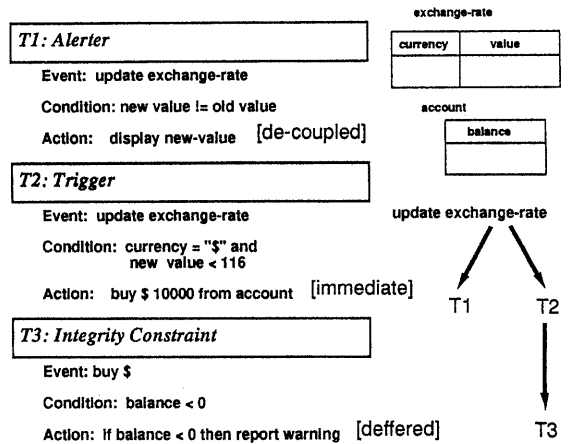 T1: Alerter
Event: update exchange-rate
Condition: new value != old value
Action: display new-value [de-coupled]
T2: Trigger
Event: update exchange-rate
Condition: currency = "$" and
new value < 116
Action: buy $ 10000 from account [immediate]
T3: Integrity Constraint
Event: buy $
Condition: balance < 0
Action: If balance < 0 then report warning [deffered]
exchange-rate
currency value
account
balance
update exchange-rate
T1 T2
T3